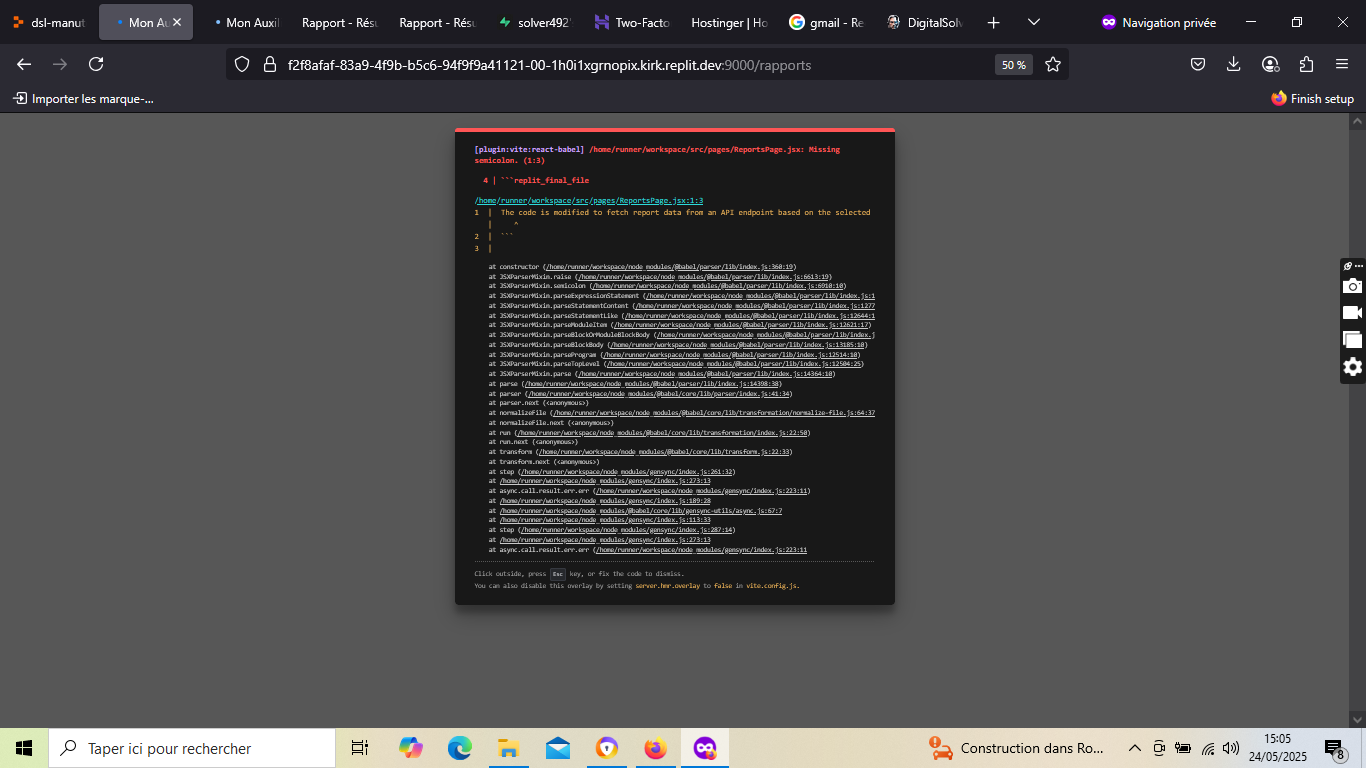 dsl-manut
Mon Au
Mon Auxil
Rapport - Résu
Rapport - Résu
solver492
Two-Facto
Hostinger | Ho
gmail - Re
DigitalSolv
Navigation privée
f2f8afaf-83a9-4f9b-b5c6-94f9f9a41121-00-1h0i1xgrnopix.kirk.replit.dev:9000/rapports
50 %
Importer les marque-...
Finish setup
[plugin:vite:react-babel] /home/runner/workspace/src/pages/ReportsPage.jsx: Missing
semicolon. (1:3)
4 | ```replit_final_file
/home/runner/workspace/src/pages/ReportsPage.jsx:1:3
1 | The code is modified to fetch report data from an API endpoint based on the selected
| ^
2 | ```
3 |
at constructor (/home/runner/workspace/node_modules/@babel/parser/lib/index.js:360:19)
at JSXParserMixin.raise (/home/runner/workspace/node_modules/@babel/parser/lib/index.js:6613:19)
at JSXParserMixin.semicolon (/home/runner/workspace/node_modules/@babel/parser/lib/index.js:6910:10)
at JSXParserMixin.parseExpressionStatement (/home/runner/workspace/node_modules/@babel/parser/lib/index.js:1
at JSXParserMixin.parseStatementContent (/home/runner/workspace/node_modules/@babel/parser/lib/index.js:1277
at JSXParserMixin.parseStatementLike (/home/runner/workspace/node_modules/@babel/parser/lib/index.js:12644:1
at JSXParserMixin.parseModuleItem (/home/runner/workspace/node_modules/@babel/parser/lib/index.js:12621:17)
at JSXParserMixin.parseBlockOrModuleBlockBody (/home/runner/workspace/node_modules/@babel/parser/lib/index.j
at JSXParserMixin.parseBlockBody (/home/runner/workspace/node_modules/@babel/parser/lib/index.js:13185:10)
at JSXParserMixin.parseProgram (/home/runner/workspace/node_modules/@babel/parser/lib/index.js:12514:10)
at JSXParserMixin.parseTopLevel (/home/runner/workspace/node_modules/@babel/parser/lib/index.js:12504:25)
at JSXParserMixin.parse (/home/runner/workspace/node_modules/@babel/parser/lib/index.js:14364:10)
at parse (/home/runner/workspace/node_modules/@babel/parser/lib/index.js:14398:38)
at parser (/home/runner/workspace/node_modules/@babel/core/lib/parser/index.js:41:34)
at parser.next (<anonymous>)
at normalizeFile (/home/runner/workspace/node_modules/@babel/core/lib/transformation/normalize-file.js:64:37
at normalizeFile.next (<anonymous>)
at run (/home/runner/workspace/node_modules/@babel/core/lib/transformation/index.js:22:50)
at run.next (<anonymous>)
at transform (/home/runner/workspace/node_modules/@babel/core/lib/transform.js:22:33)
at transform.next (<anonymous>)
at step (/home/runner/workspace/node_modules/gensync/index.js:261:32)
at /home/runner/workspace/node_modules/gensync/index.js:273:13
at async.call.result.err.err (/home/runner/workspace/node_modules/gensync/index.js:223:11)
at /home/runner/workspace/node_modules/gensync/index.js:189:28
at /home/runner/workspace/node_modules/@babel/core/lib/gensync-utils/async.js:67:7
at /home/runner/workspace/node_modules/gensync/index.js:113:33
at step (/home/runner/workspace/node_modules/gensync/index.js:287:14)
at /home/runner/workspace/node_modules/gensync/index.js:273:13
at async.call.result.err.err (/home/runner/workspace/node_modules/gensync/index.js:223:11
Click outside, press Esc key, or fix the code to dismiss.
You can also disable this overlay by setting server.hmr.overlay to false in vite.config.js.
Taper ici pour rechercher
Construction dans Ro...
15:05
24/05/2025
8